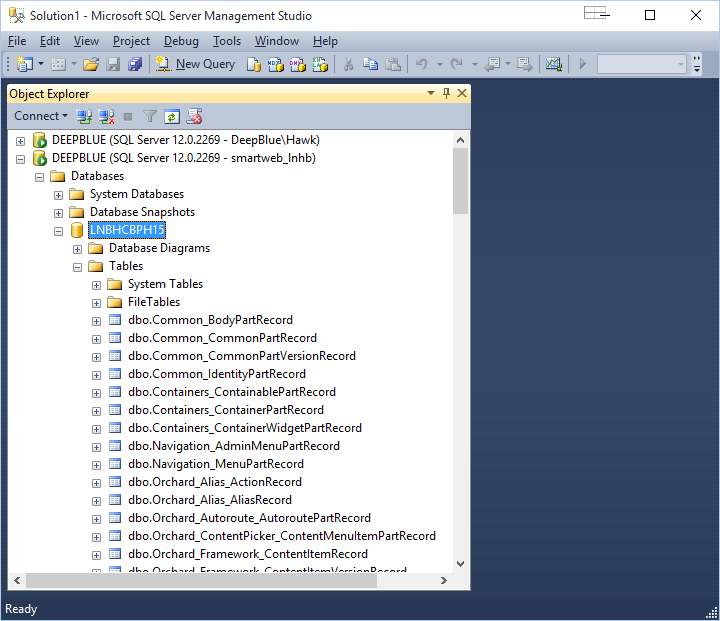 Solution1 - Microsoft SQL Server Management Studio
File Edit View Project Debug Tools Window Help
New Query
Object Explorer
Connect
DEEPBLUE (SQL Server 12.0.2269 - DeepBlue\Hawk)
DEEPBLUE (SQL Server 12.0.2269 - smartweb_lnhb)
Databases
System Databases
Database Snapshots
LNBHCBPH15
Database Diagrams
Tables
System Tables
FileTables
dbo.Common_BodyPartRecord
dbo.Common_CommonPartRecord
dbo.Common_CommonPartVersionRecord
dbo.Common_IdentityPartRecord
dbo.Containers_ContainablePartRecord
dbo.Containers_ContainerPartRecord
dbo.Containers_ContainerWidgetPartRecord
dbo.Navigation_AdminMenuPartRecord
dbo.Navigation_MenuPartRecord
dbo.Orchard_Alias_ActionRecord
dbo.Orchard_Alias_AliasRecord
dbo.Orchard_Autoroute_AutoroutePartRecord
dbo.Orchard_ContentPicker_ContentMenuItemPartRecord
dbo.Orchard_Framework_ContentItemRecord
dbo.Orchard_Framework_ContentItemVersionRecord
Ready